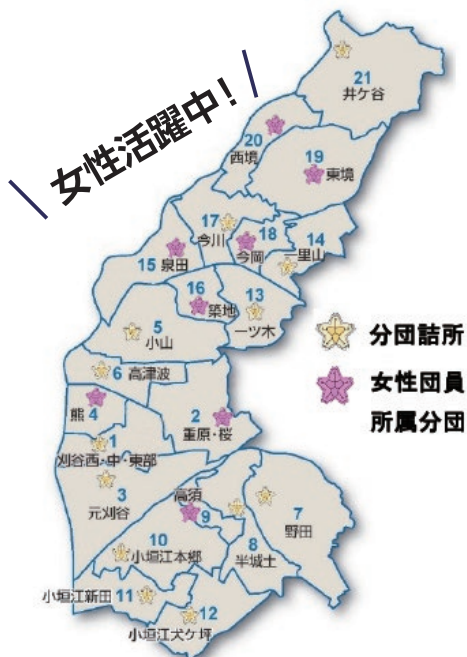 \ 女性活躍中! /
21
井ケ谷
20
西境
19
東境
17
今川
18
今岡
14
一里山
15 泉田
16
築地
13
一ツ木
5
小山
6 高津波
熊 4
2
重原・桜
1
刈谷西・中・東部
3
元刈谷
高須
9
7
野田
8
半城土
10
小垣江本郷
小垣江新田 11
12
小垣江犬ケ坪
分団詰所
女性団員
所属分団